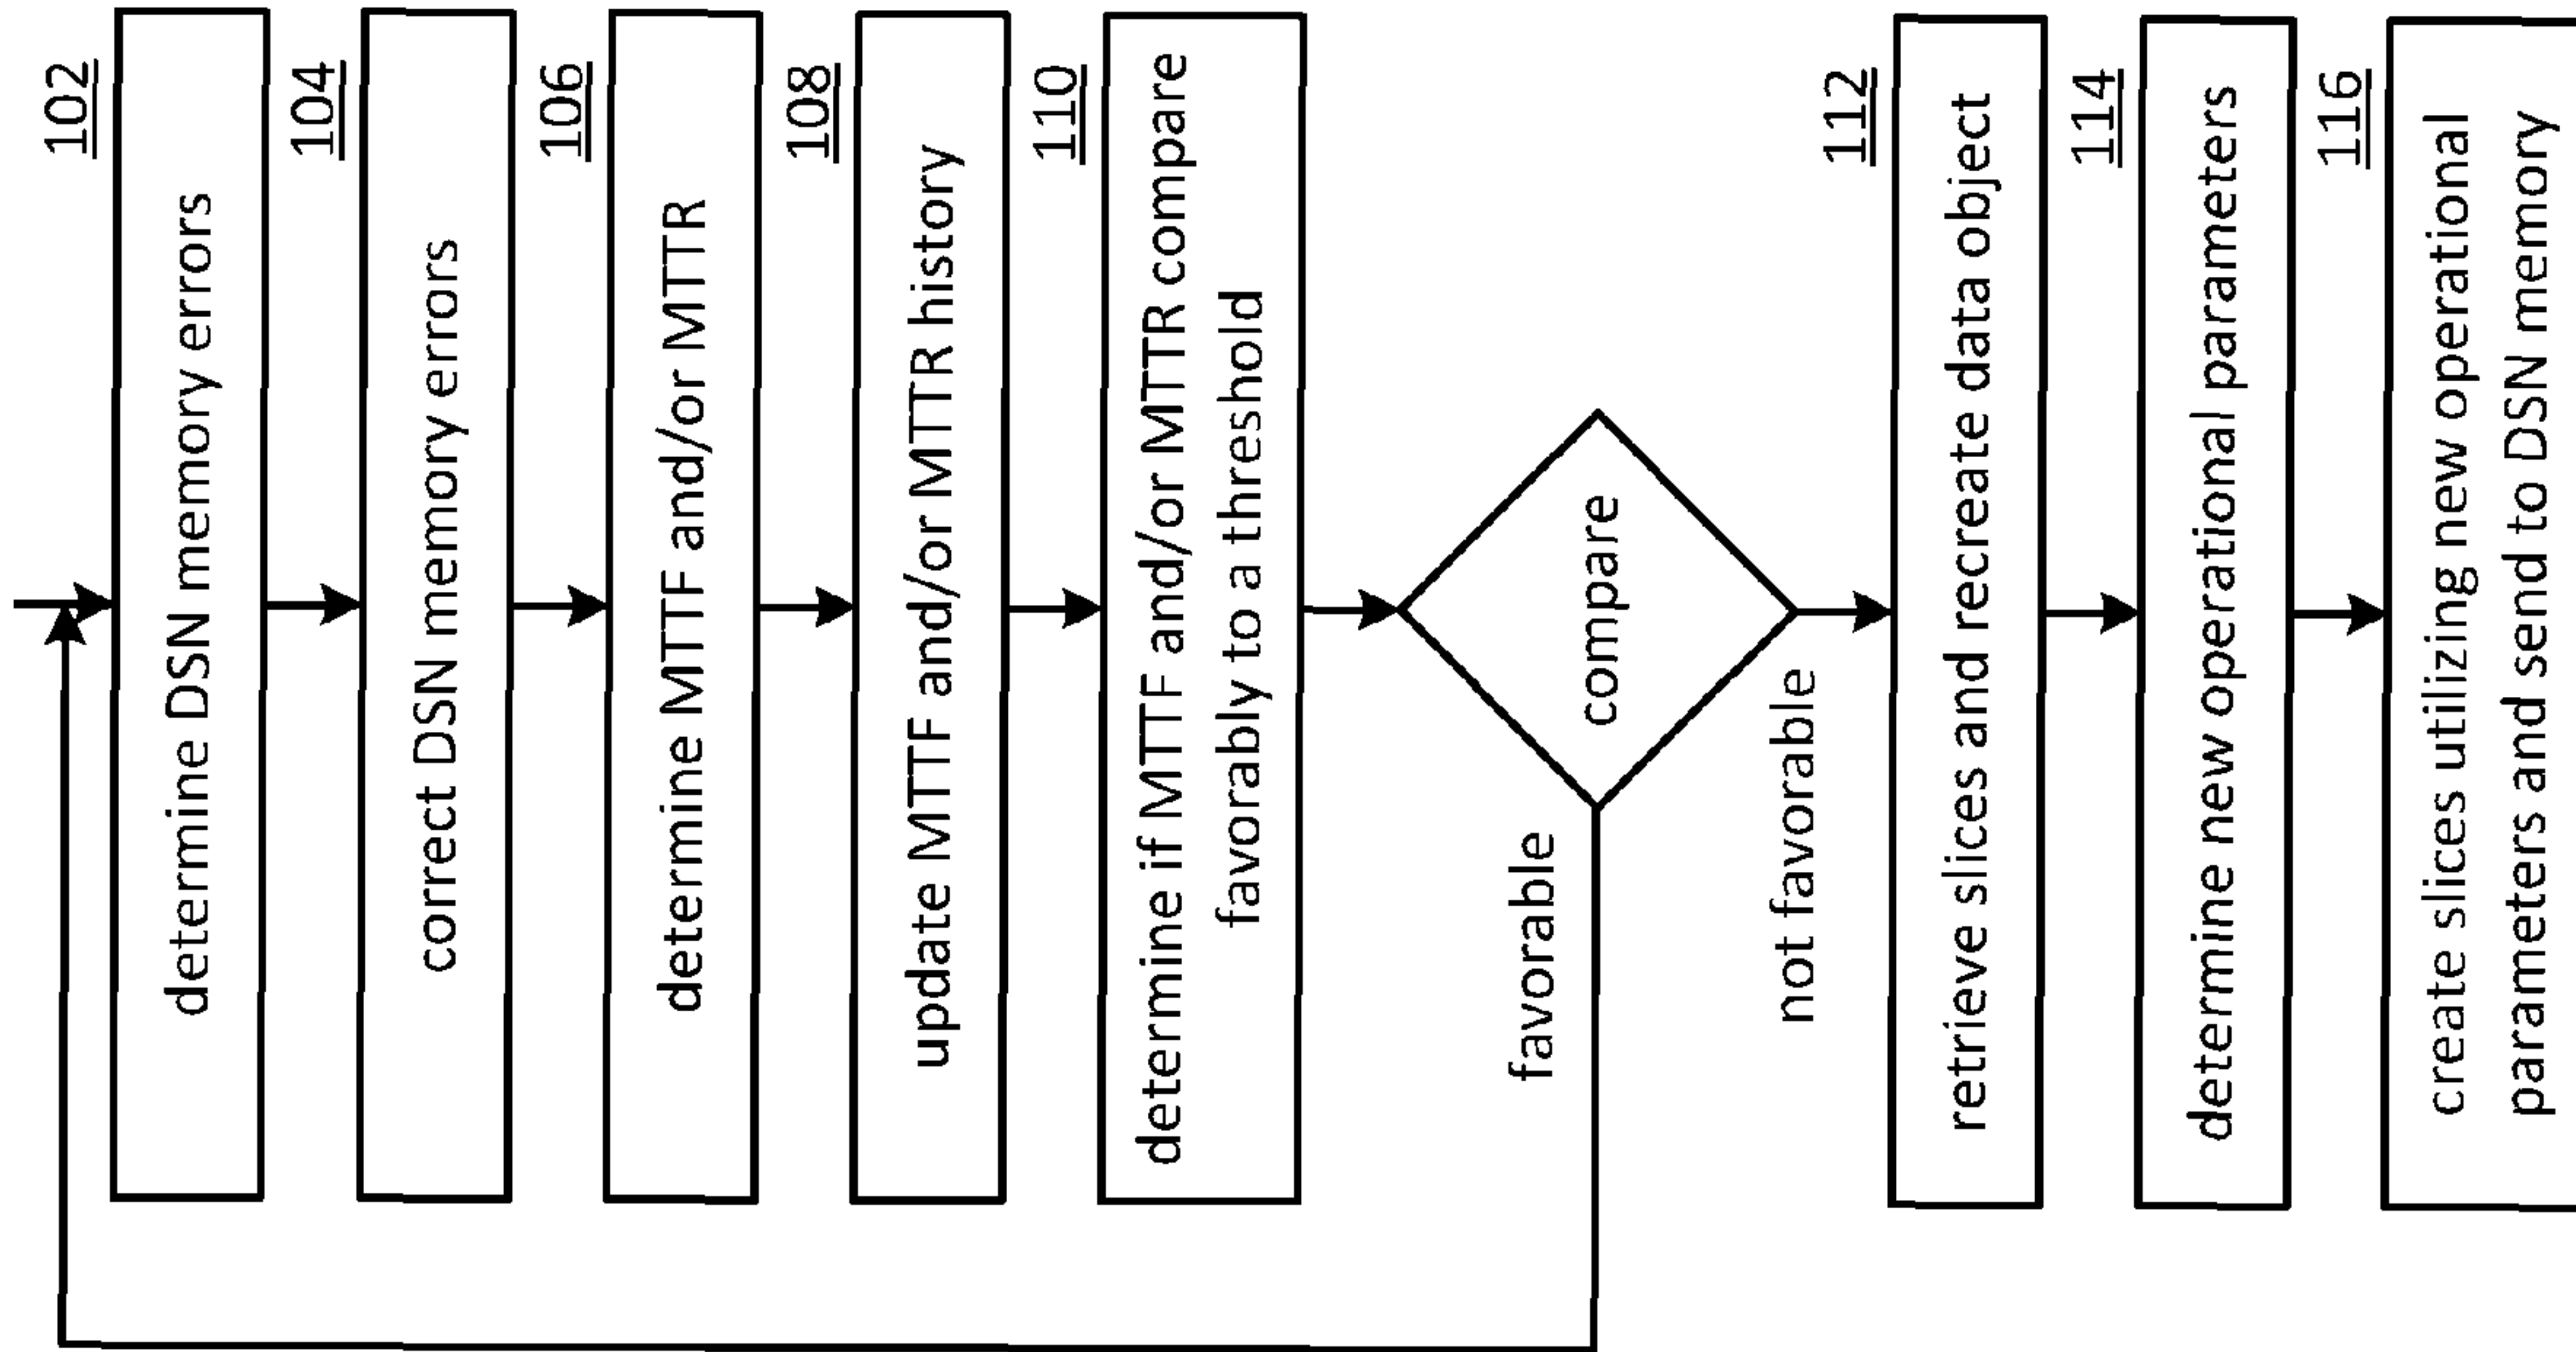 102
determine DSN memory errors
104
correct DSN memory errors
106
determine MTTF and/or MTTR
108
update MTTF and/or MTTR history
110
determine if MTTF and/or MTTR compare
favorably to a threshold
compare
favorable
not favorable
112
retrieve slices and recreate data object
114
determine new operational parameters
116
create slices utilizing new operational
parameters and send to DSN memory